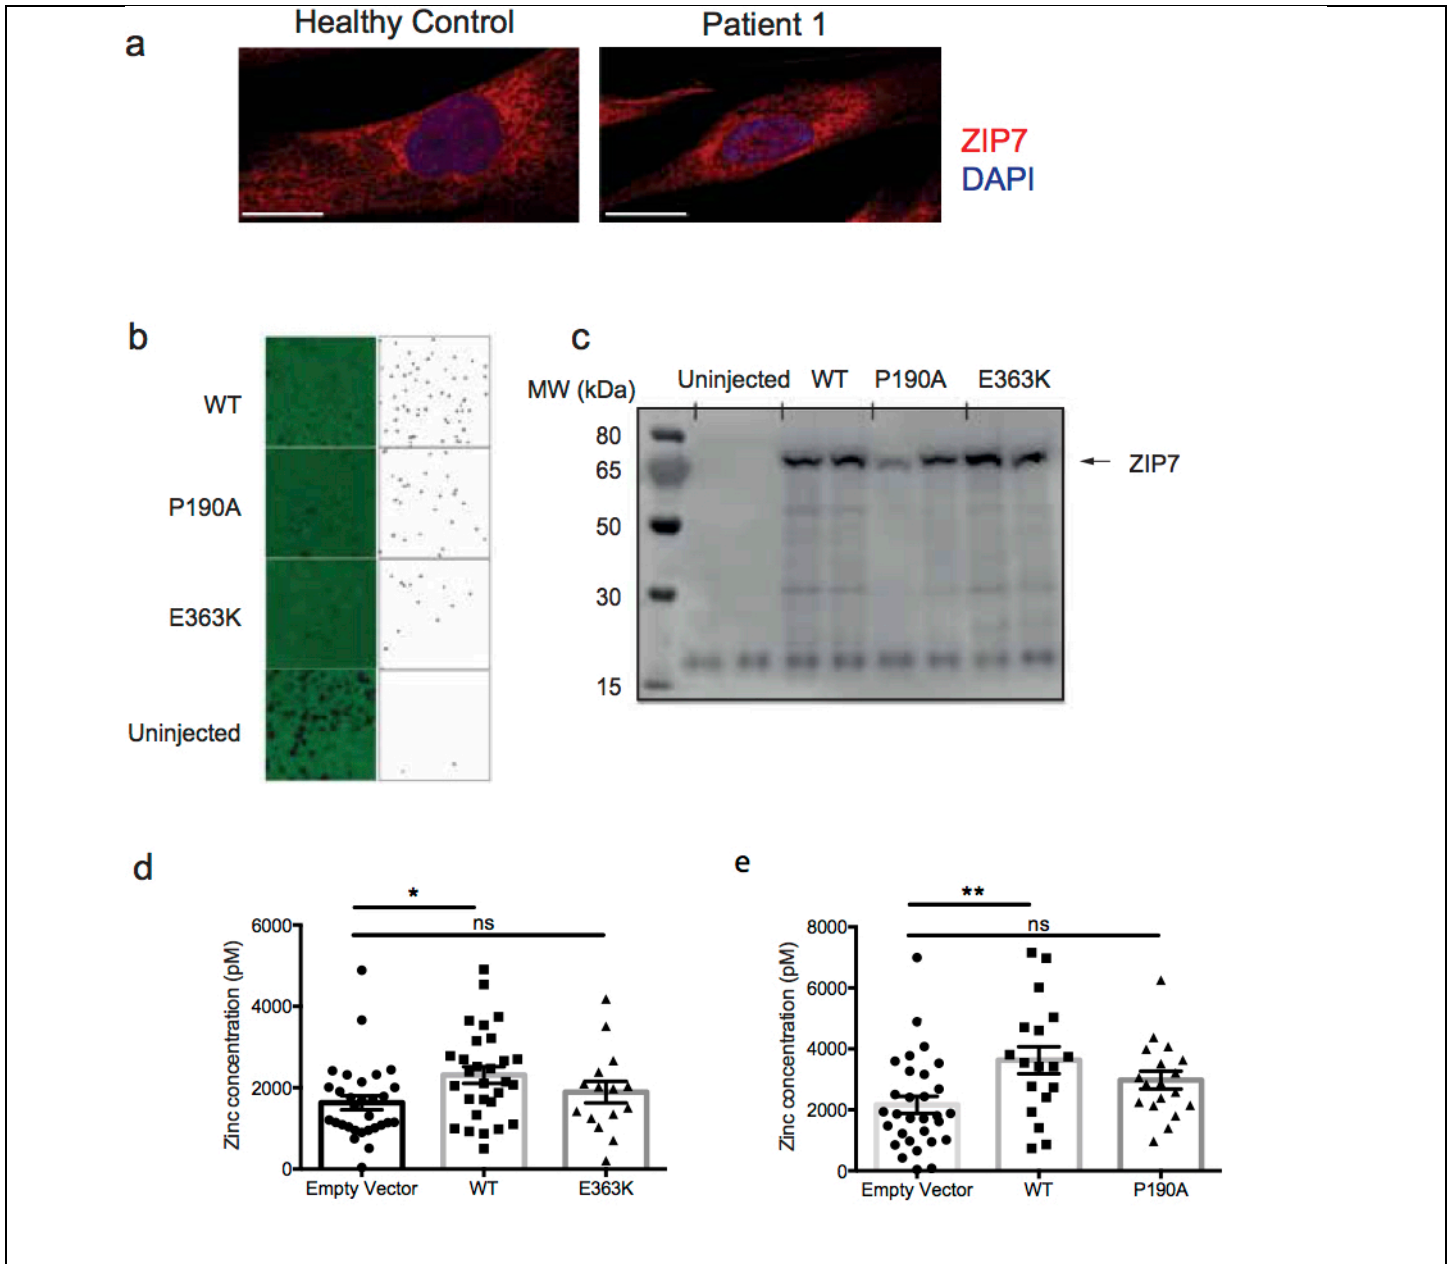 a
Healthy Control
Patient 1
ZIP7
DAPI
b
WT
P190A
E363K
Uninjected
c
MW (kDa)
Uninjected WT P190A E363K
80
65
50
30
15
ZIP7
d
*
ns
Zinc concentration (pM)
6000
4000
2000
0
Empty Vector WT E363K
e
**
ns
Zinc concentration (pM)
8000
6000
4000
2000
0
Empty Vector WT P190A